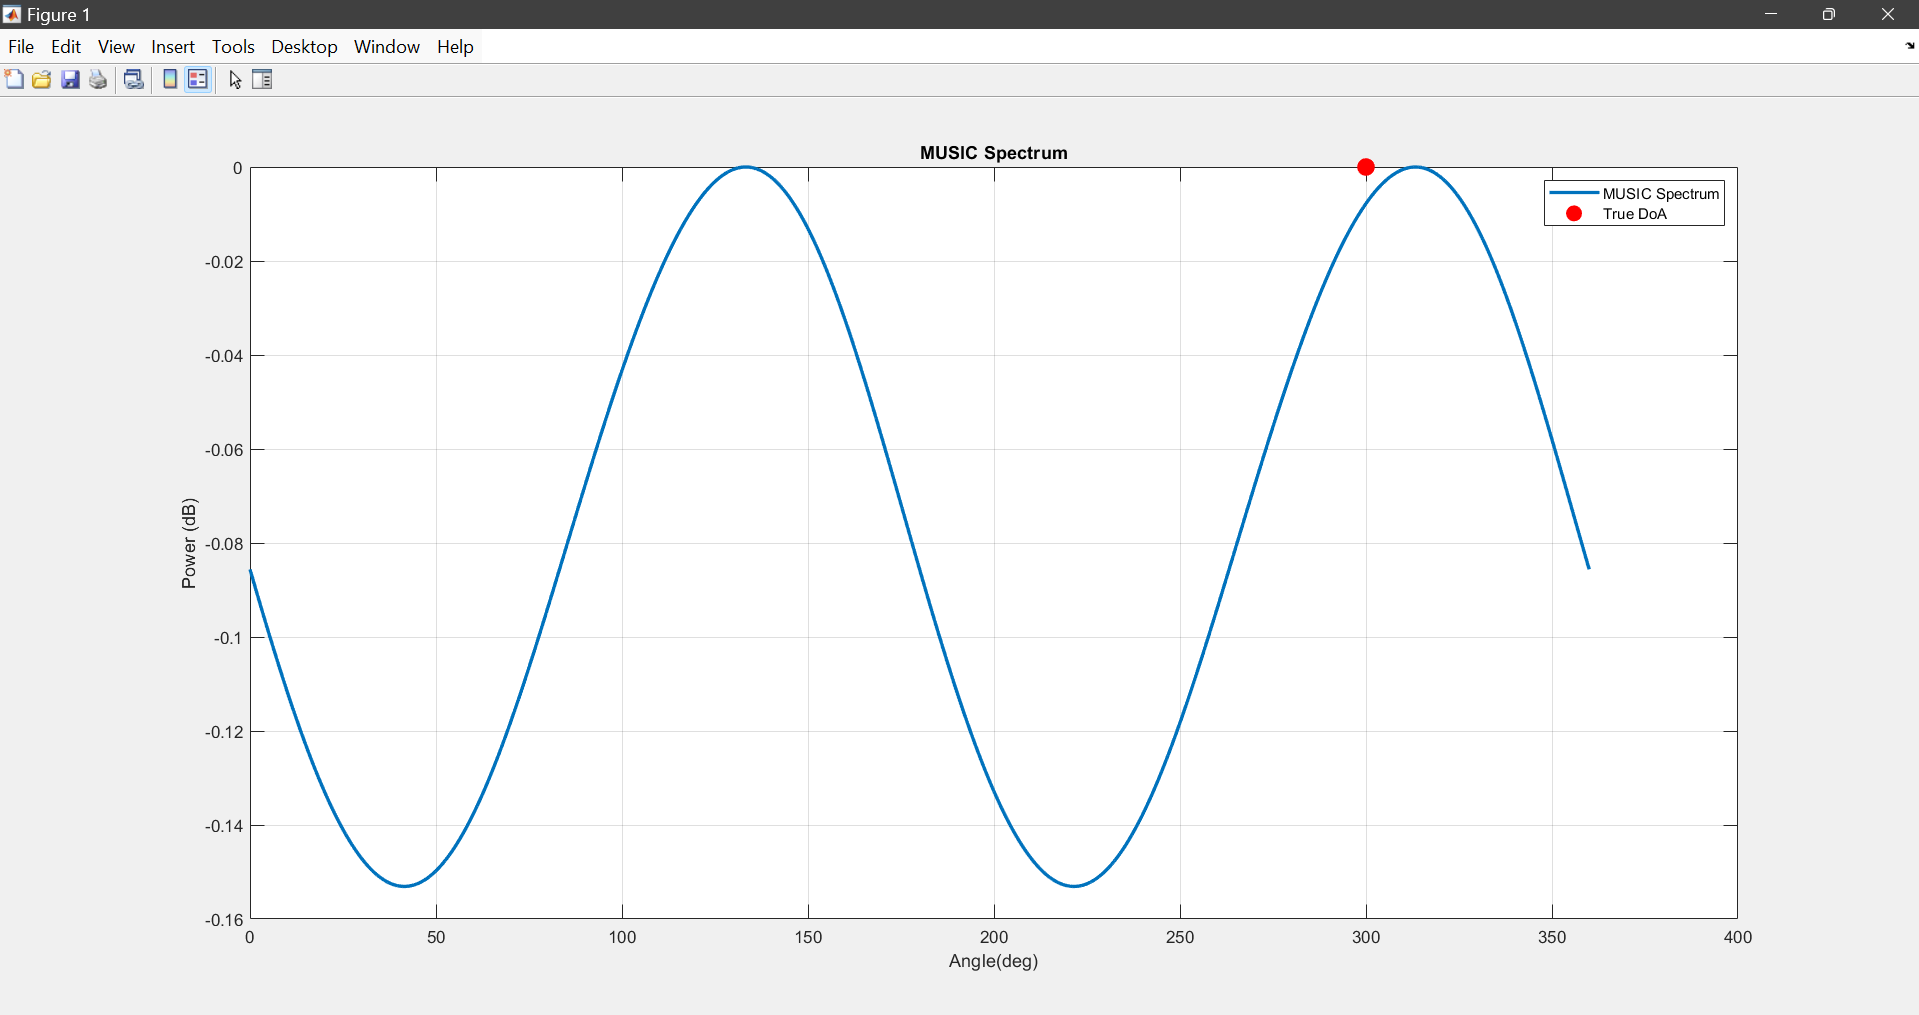 Figure 1
File Edit View Insert Tools Desktop Window Help
MUSIC Spectrum
0
-0.02
-0.04
-0.06
-0.08
-0.1
-0.12
-0.14
-0.16
Power (dB)
MUSIC Spectrum
True DoA
0 50 100 150 200 250 300 350 400
Angle(deg)